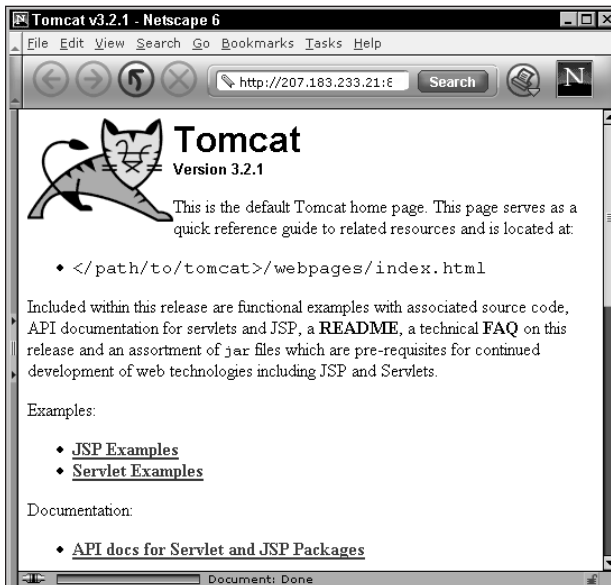 Tomcat v3.2.1 - Netscape 6
File Edit View Search Go Bookmarks Tasks Help
http://207.183.233.21:8 Search N
Tomcat
Version 3.2.1
This is the default Tomcat home page. This page serves as a
quick reference guide to related resources and is located at:
• </path/to/tomcat>/webpages/index.html
Included within this release are functional examples with associated source code,
API documentation for servlets and JSP, a README, a technical FAQ on this
release and an assortment of jar files which are pre-requisites for continued
development of web technologies including JSP and Servlets.
Examples:
• JSP Examples
• Servlet Examples
Documentation:
• API docs for Servlet and JSP Packages
Document: Done